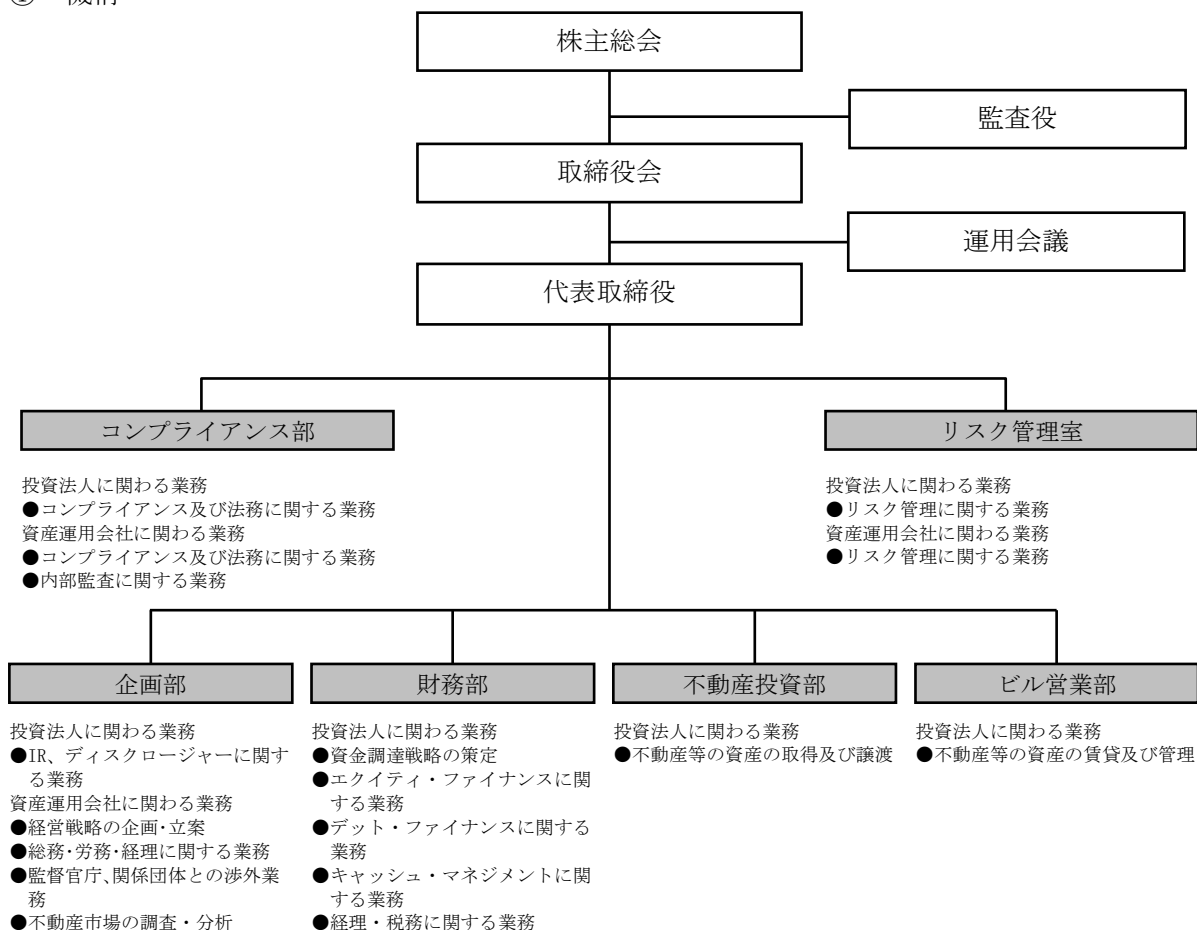 株主総会
監査役
取締役会
運用会議
代表取締役
コンプライアンス部
投資法人に関わる業務
●コンプライアンス及び法務に関する業務
資産運用会社に関わる業務
●コンプライアンス及び法務に関する業務
●内部監査に関する業務
リスク管理室
投資法人に関わる業務
●リスク管理に関する業務
資産運用会社に関わる業務
●リスク管理に関する業務
企画部
投資法人に関わる業務
●IR、ディスクロージャーに関す
る業務
資産運用会社に関わる業務
●経営戦略の企画・立案
●総務・労務・経理に関する業務
●監督官庁、関係団体との渉外業
務
●不動産市場の調査・分析
財務部
投資法人に関わる業務
●資金調達戦略の策定
●エクイティ・ファイナンスに関
する業務
●デット・ファイナンスに関する
業務
●キャッシュ・マネジメントに関
する業務
●経理・税務に関する業務
不動産投資部
投資法人に関わる業務
●不動産等の資産の取得及び譲渡
ビル営業部
投資法人に関わる業務
●不動産等の資産の賃貸及び管理